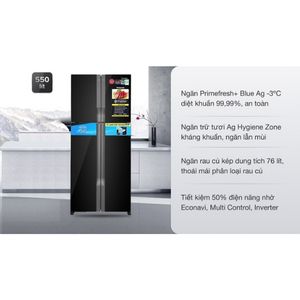 550
lít
Ngăn Primefresh+ Blue Ag -3ºC
diệt khuẩn 99,99%, an toàn
Ngăn trữ tươi Ag Hygiene Zone
kháng khuẩn, ngăn lẫn mùi
Ngăn rau củ kép dung tích 76 lít,
thoải mái phân loại rau củ
Tiết kiệm 50% điện năng nhờ
Econavi, Multi Control, Inverter